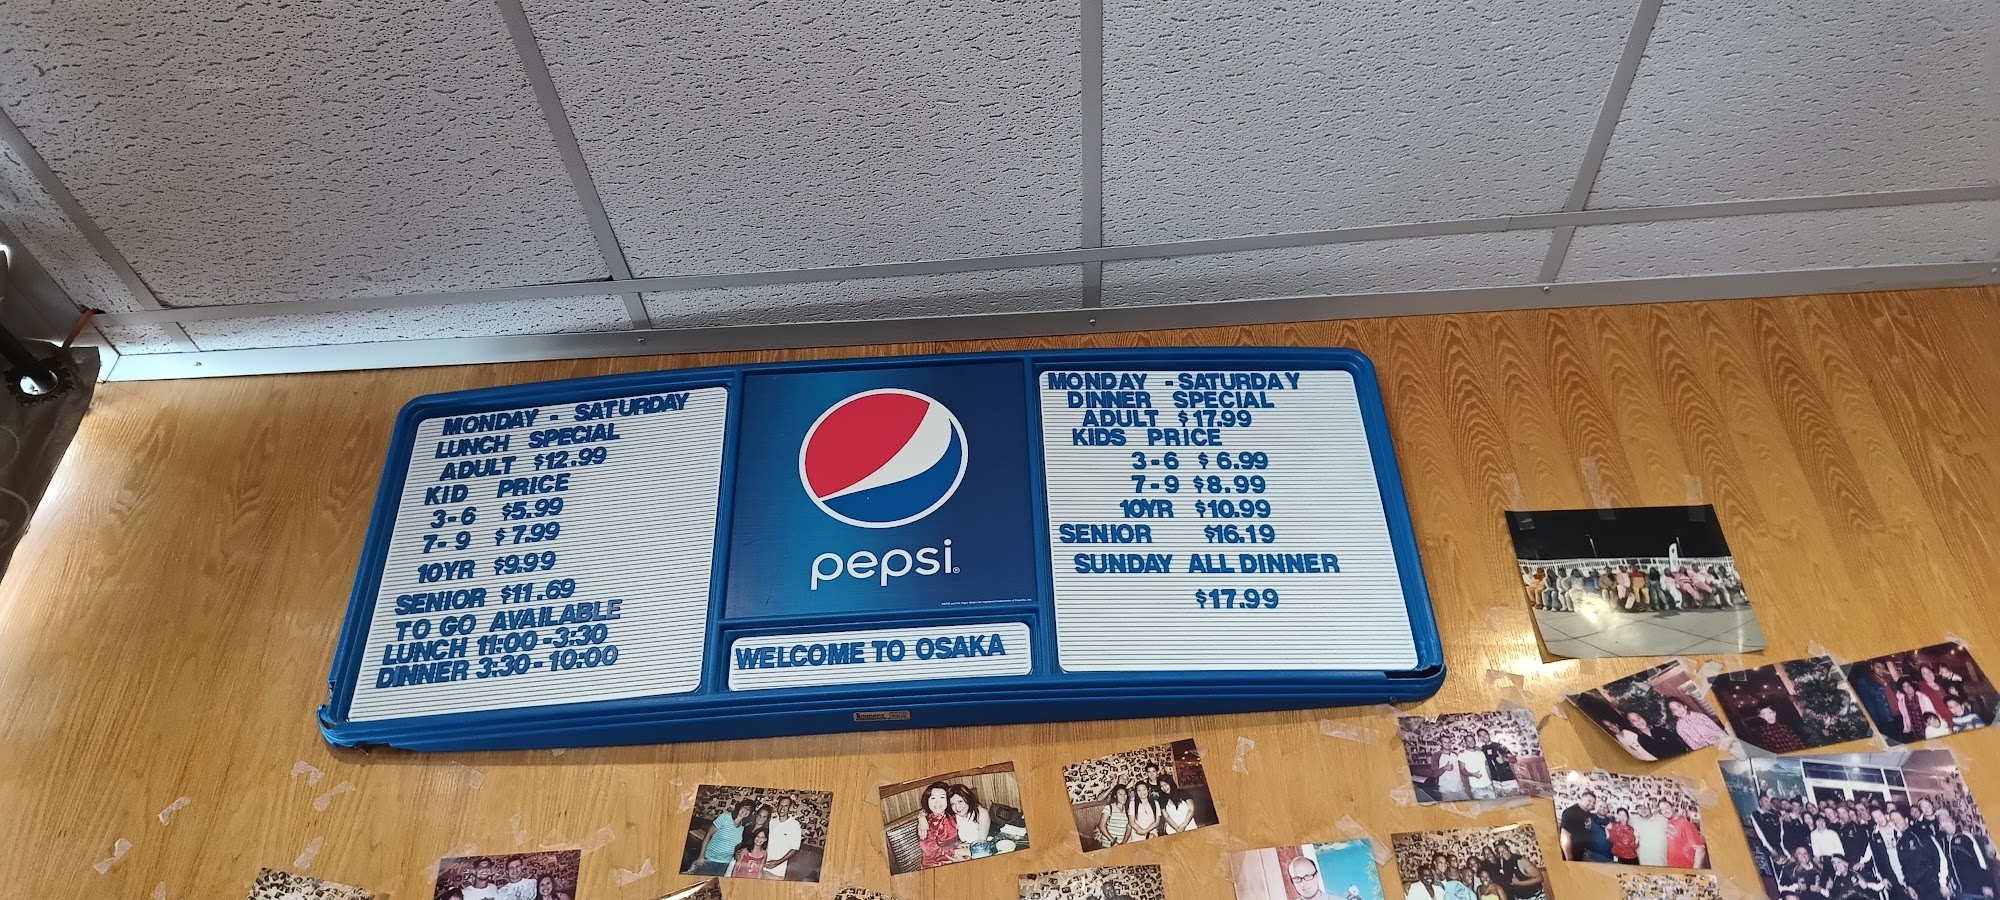 MONDAY - SATURDAY
LUNCH SPECIAL
ADULT $12.99
KID PRICE
3-6 $5.99
7-9 $7.99
10YR $9.99
SENIOR $11.69
TO GO AVAILABLE
LUNCH 11:00-3:30
DINNER 3:30-10:00
pepsi
WELCOME TO OSAKA
MONDAY - SATURDAY
DINNER SPECIAL
ADULT $17.99
KIDS PRICE
3-6 $6.99
7-9 $8.99
10YR $10.99
SENIOR $16.19
SUNDAY ALL DINNER
$17.99